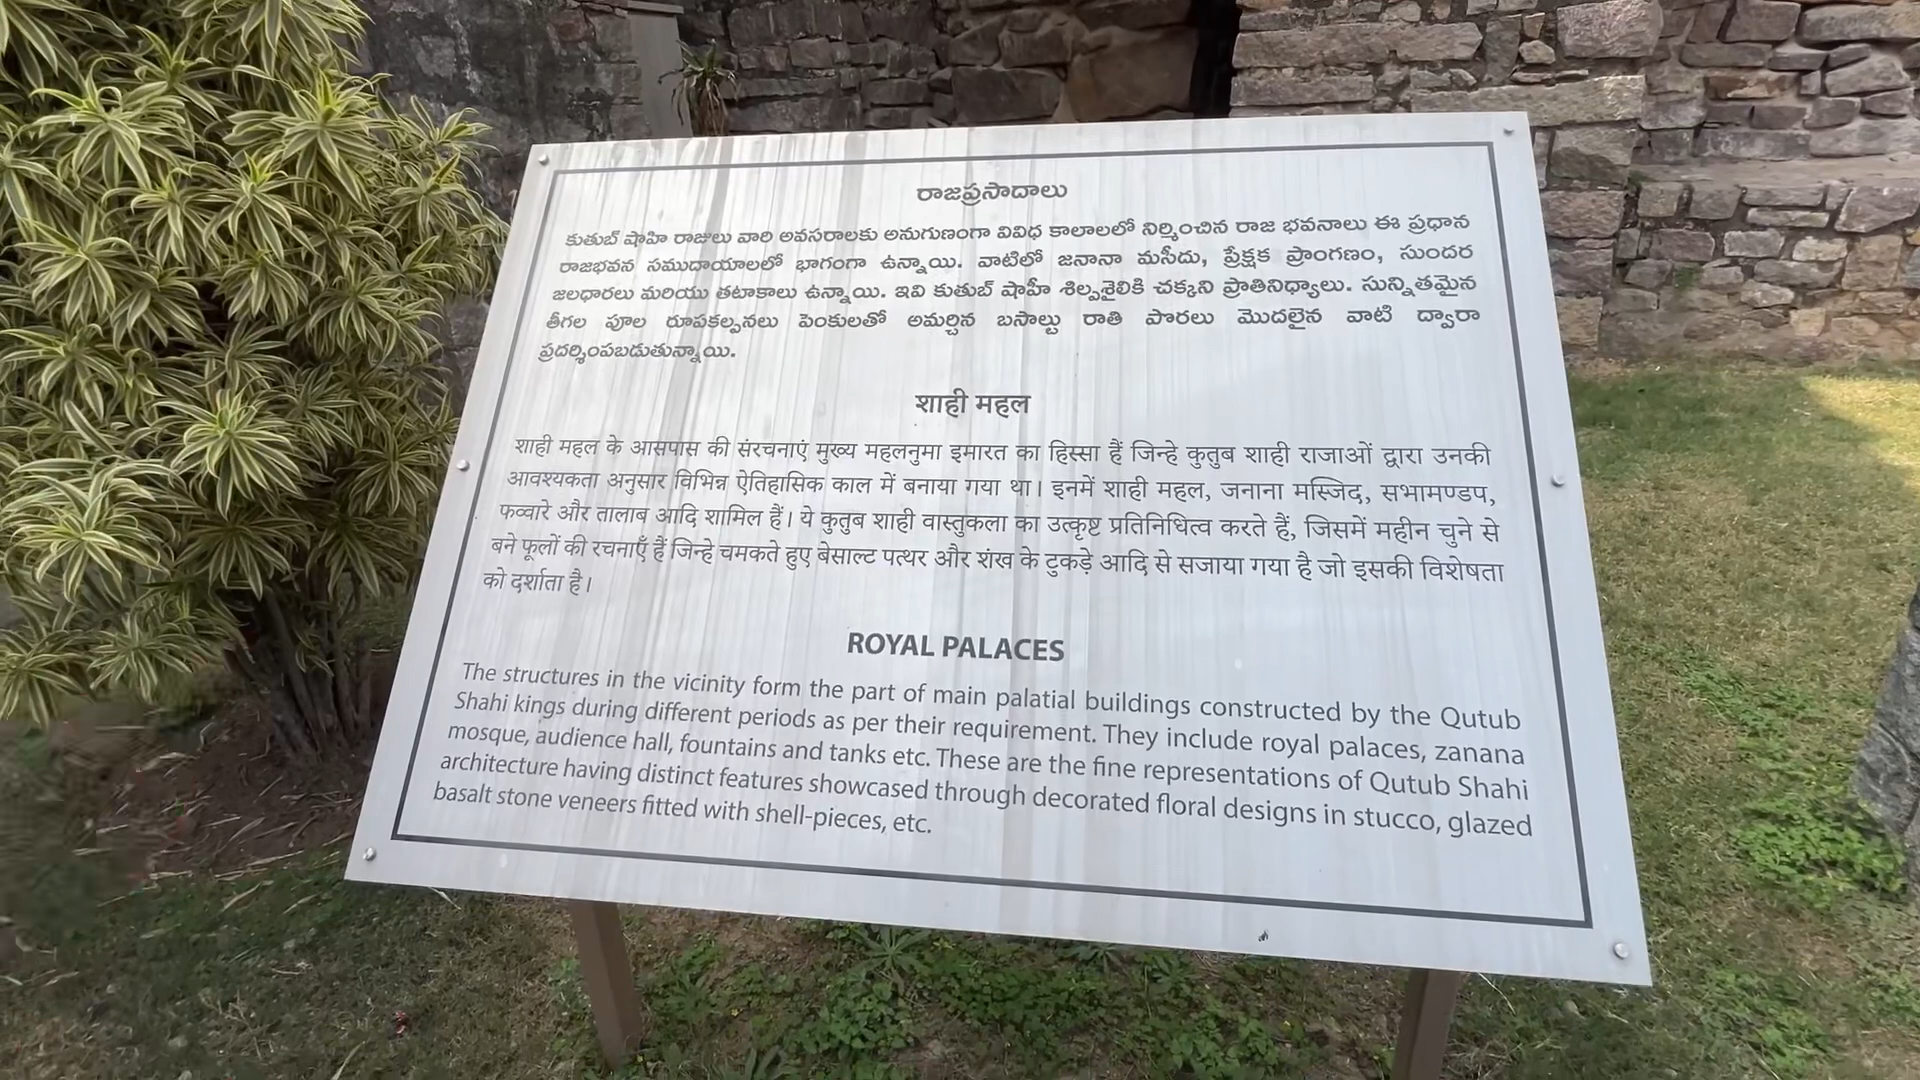 రాజప్రసాదాలు
కుతుబ్ షాహి రాజులు వారి అవసరాలకు అనుగుణంగా వివిధ కాలాలలో నిర్మించిన రాజ భవనాలు ఈ ప్రధాన
రాజభవన సముదాయాలలో భాగంగా ఉన్నాయి. వాటిలో జనానా మసీదు, ప్రేక్షక ప్రాంగణం, సుందర
జలధారలు మరియు తటాకాలు ఉన్నాయి. ఇవి కుతుబ్ షాహీ శిల్పశైలికి చక్కని ప్రాతినిధ్యాలు. సున్నితమైన
తీగల పూల రూపకల్పనలు పెంకులతో అమర్చిన బసాల్టు రాతి పొరలు మొదలైన వాటి ద్వారా
ప్రదర్శింపబడుతున్నాయి.
शाही महल
शाही महल के आसपास की संरचनाएं मुख्य महलनुमा इमारत का हिस्सा हैं जिन्हे कुतुब शाही राजाओं द्वारा उनकी
आवश्यकता अनुसार विभिन्न ऐतिहासिक काल में बनाया गया था। इनमें शाही महल, जनाना मस्जिद, सभामण्डप,
फव्वारे और तालाब आदि शामिल हैं। ये कुतुब शाही वास्तुकला का उत्कृष्ट प्रतिनिधित्व करते हैं, जिसमें महीन चुने से
बने फूलों की रचनाएँ हैं जिन्हे चमकते हुए बेसाल्ट पत्थर और शंख के टुकड़े आदि से सजाया गया है जो इसकी विशेषता
को दर्शाता है।
ROYAL PALACES
The structures in the vicinity form the part of main palatial buildings constructed by the Qutub
Shahi kings during different periods as per their requirement. They include royal palaces, zanana
mosque, audience hall, fountains and tanks etc. These are the fine representations of Qutub Shahi
architecture having distinct features showcased through decorated floral designs in stucco, glazed
basalt stone veneers fitted with shell-pieces, etc.